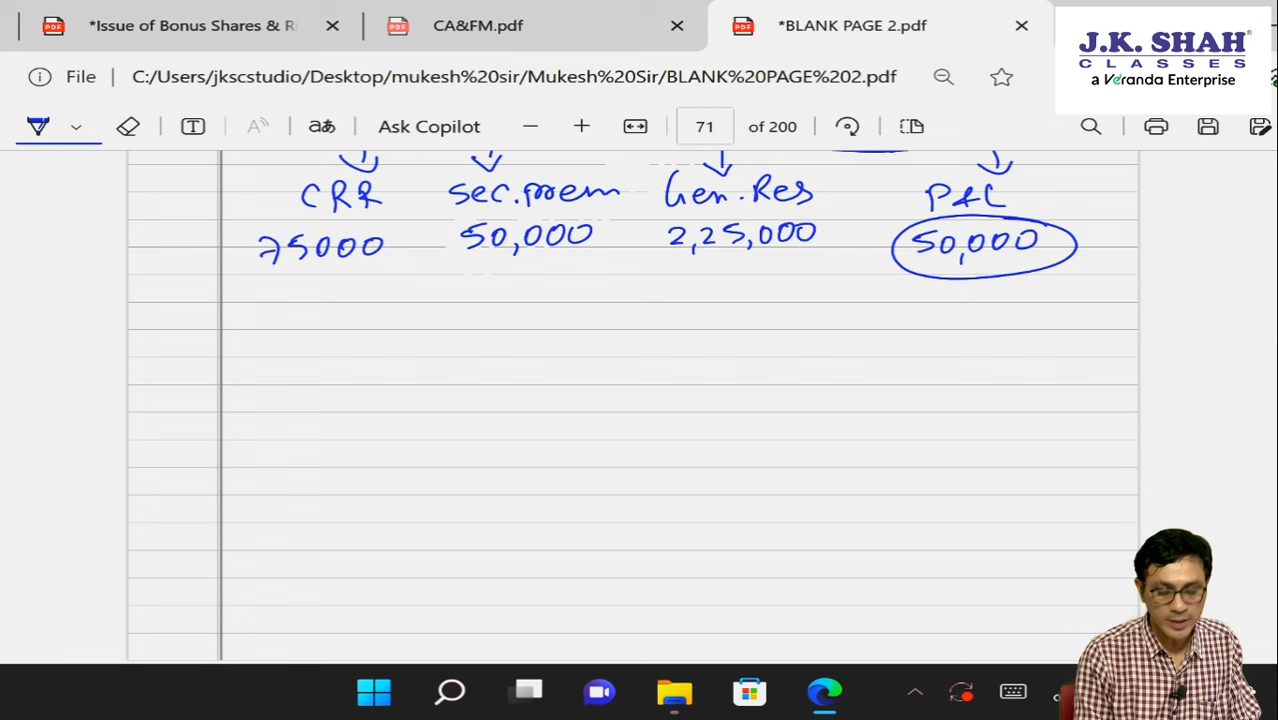 *Issue of Bonus Shares & Ri
CA&FM.pdf
*BLANK PAGE 2.pdf
J.K. SHAH®
CLASSES
a Veranda Enterprise
File C:/Users/jkscstudio/Desktop/mukesh%20sir/Mukesh%20Sir/BLANK%20PAGE%202.pdf
Ask Copilot
71 of 200
CRR Sec.prem Gen.Res P&L
75000 50,000 2,25,000 50,000